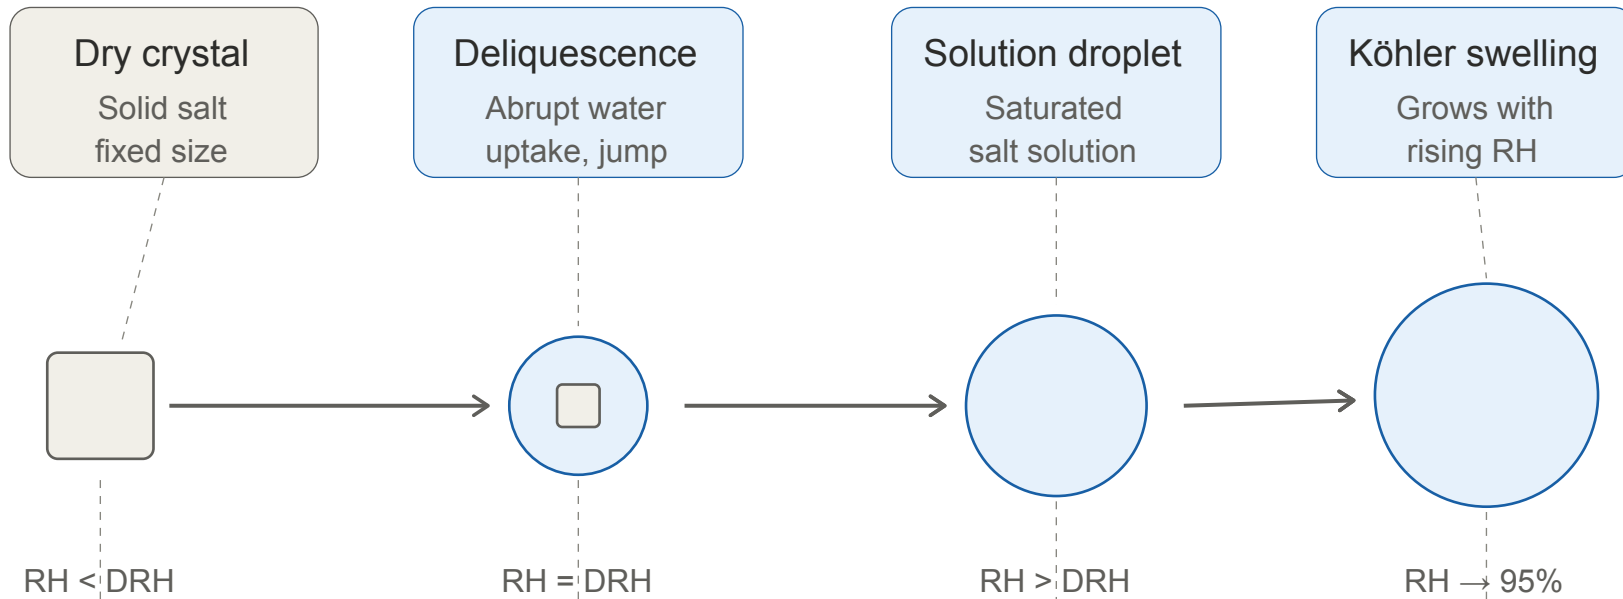 Dry crystal
Solid salt
fixed size
Deliquescence
Abrupt water
uptake, jump
Solution droplet
Saturated
salt solution
Köhler swelling
Grows with
rising RH
RH < DRH
RH = DRH
RH > DRH
RH → 95%